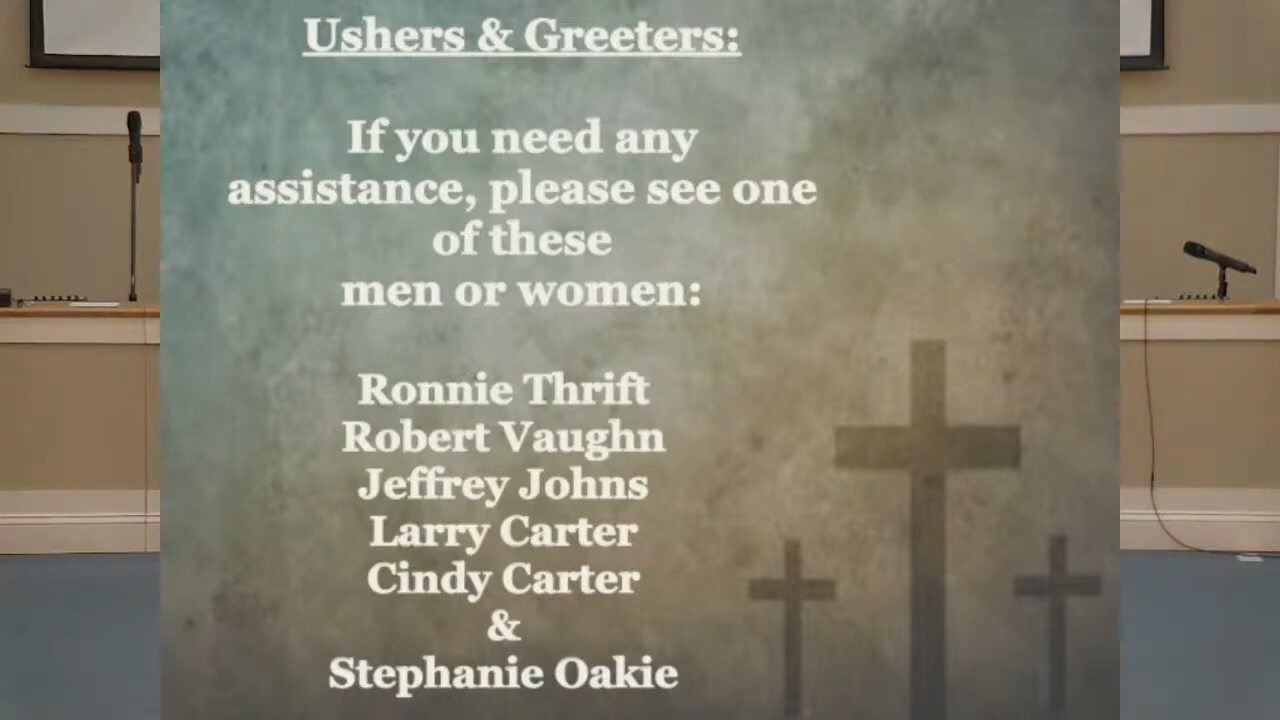 Ushers & Greeters:
If you need any
assistance, please see one
of these
men or women:
Ronnie Thrift
Robert Vaughn
Jeffrey Johns
Larry Carter
Cindy Carter
&
Stephanie Oakie